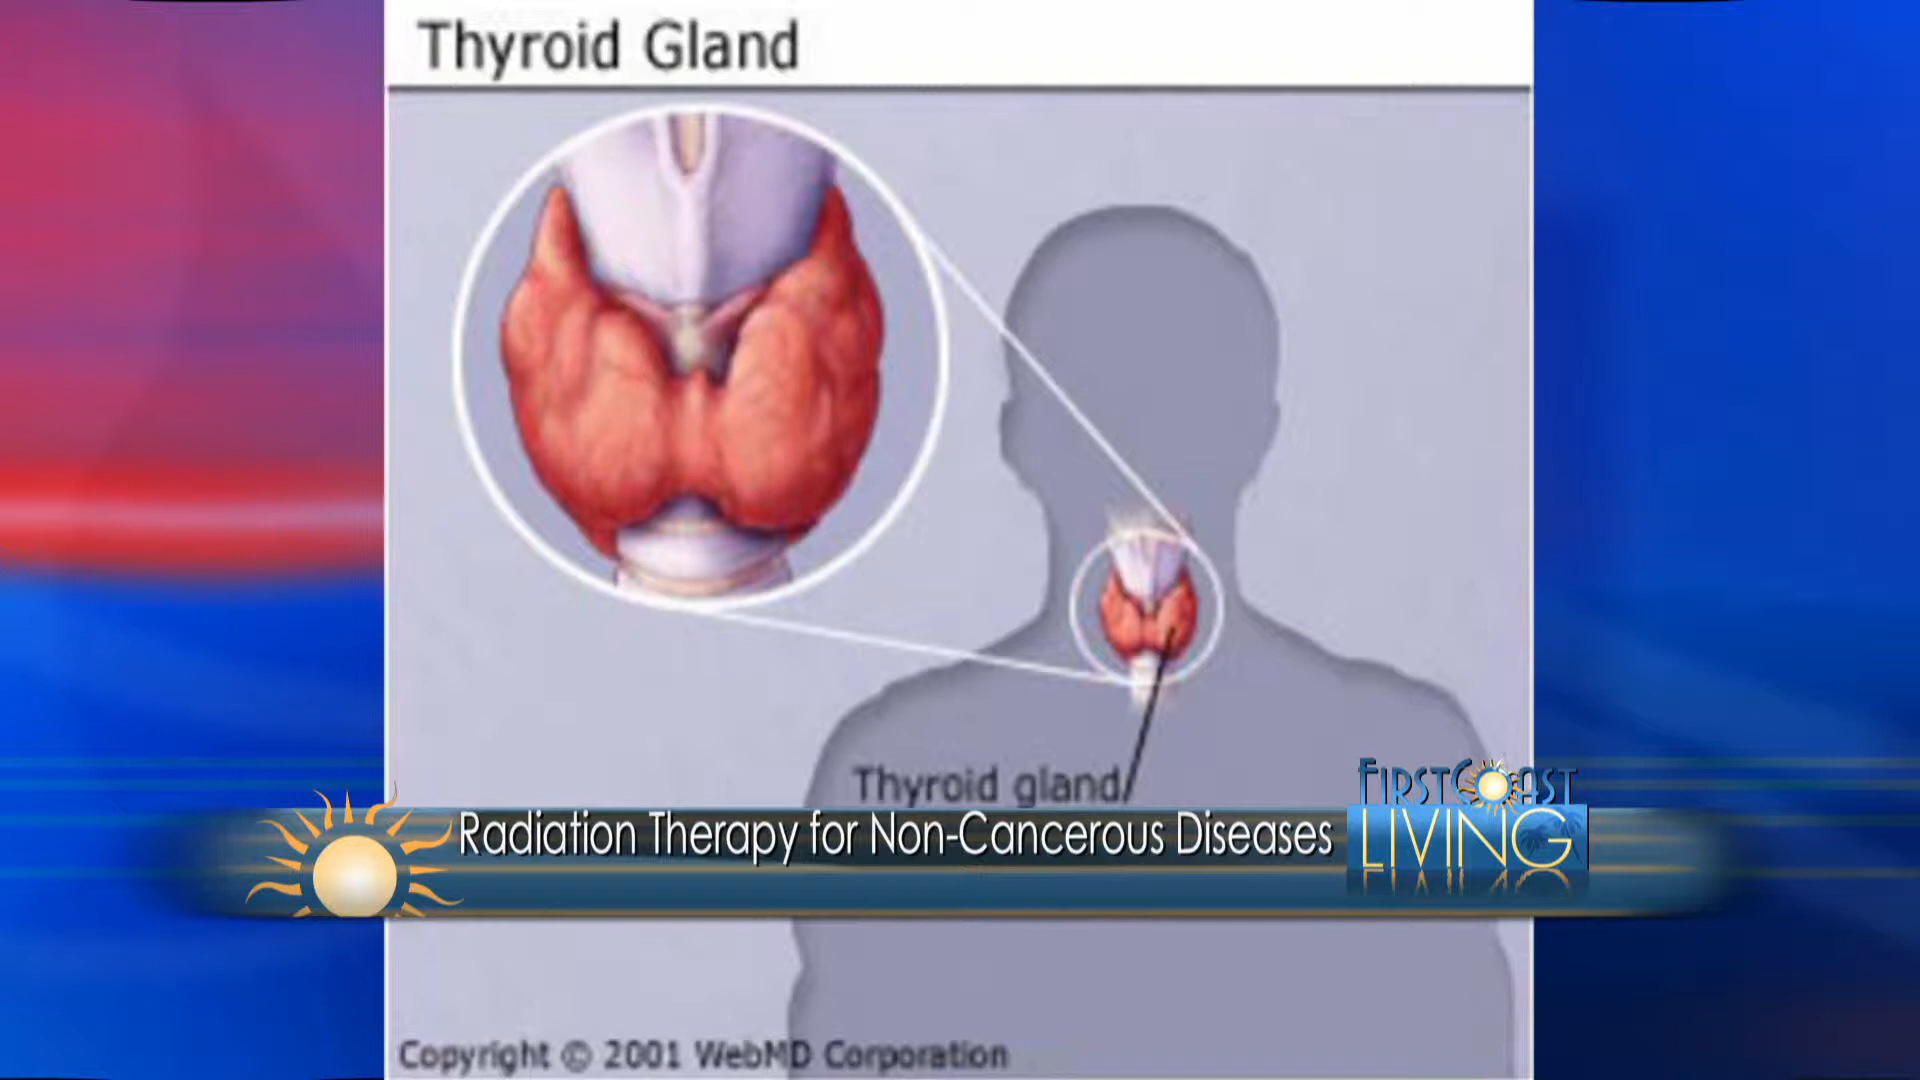 Thyroid Gland
Thyroid gland
Radiation Therapy for Non-Cancerous Diseases
FIRST COAST
LIVING
Copyright © 2001 WebMD Corporation